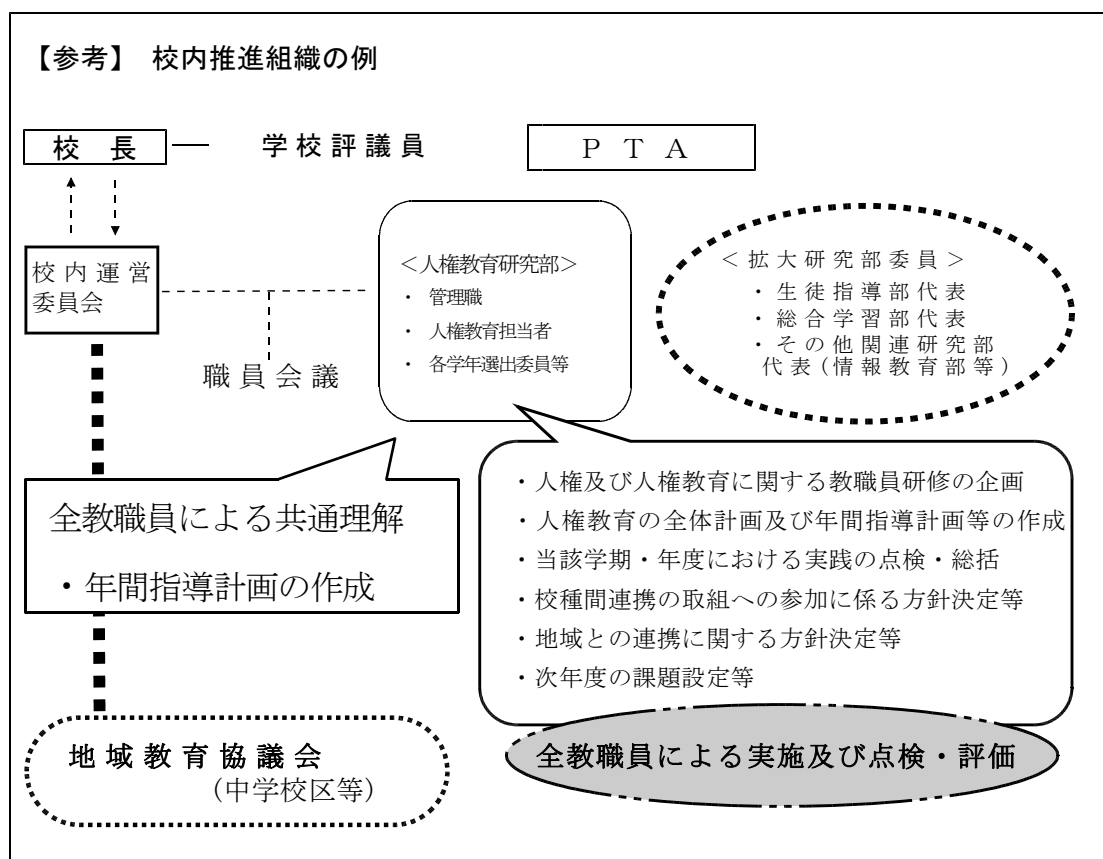 【参考】 校内推進組織の例
校 長
学校評議員
ＰＴＡ
校内運営
委員会
職員会議
＜人権教育研究部＞
・ 管理職
・ 人権教育担当者
・ 各学年選出委員等
＜拡大研究部委員＞
・生徒指導部代表
・総合学習部代表
・その他関連研究部
代表(情報教育部等)
全教職員による共通理解
・年間指導計画の作成
・人権及び人権教育に関する教職員研修の企画
・人権教育の全体計画及び年間指導計画等の作成
・当該学期・年度における実践の点検・総括
・校種間連携の取組への参加に係る方針決定等
・地域との連携に関する方針決定等
・次年度の課題設定等
地域教育協議会
(中学校区等)
全教職員による実施及び点検・評価